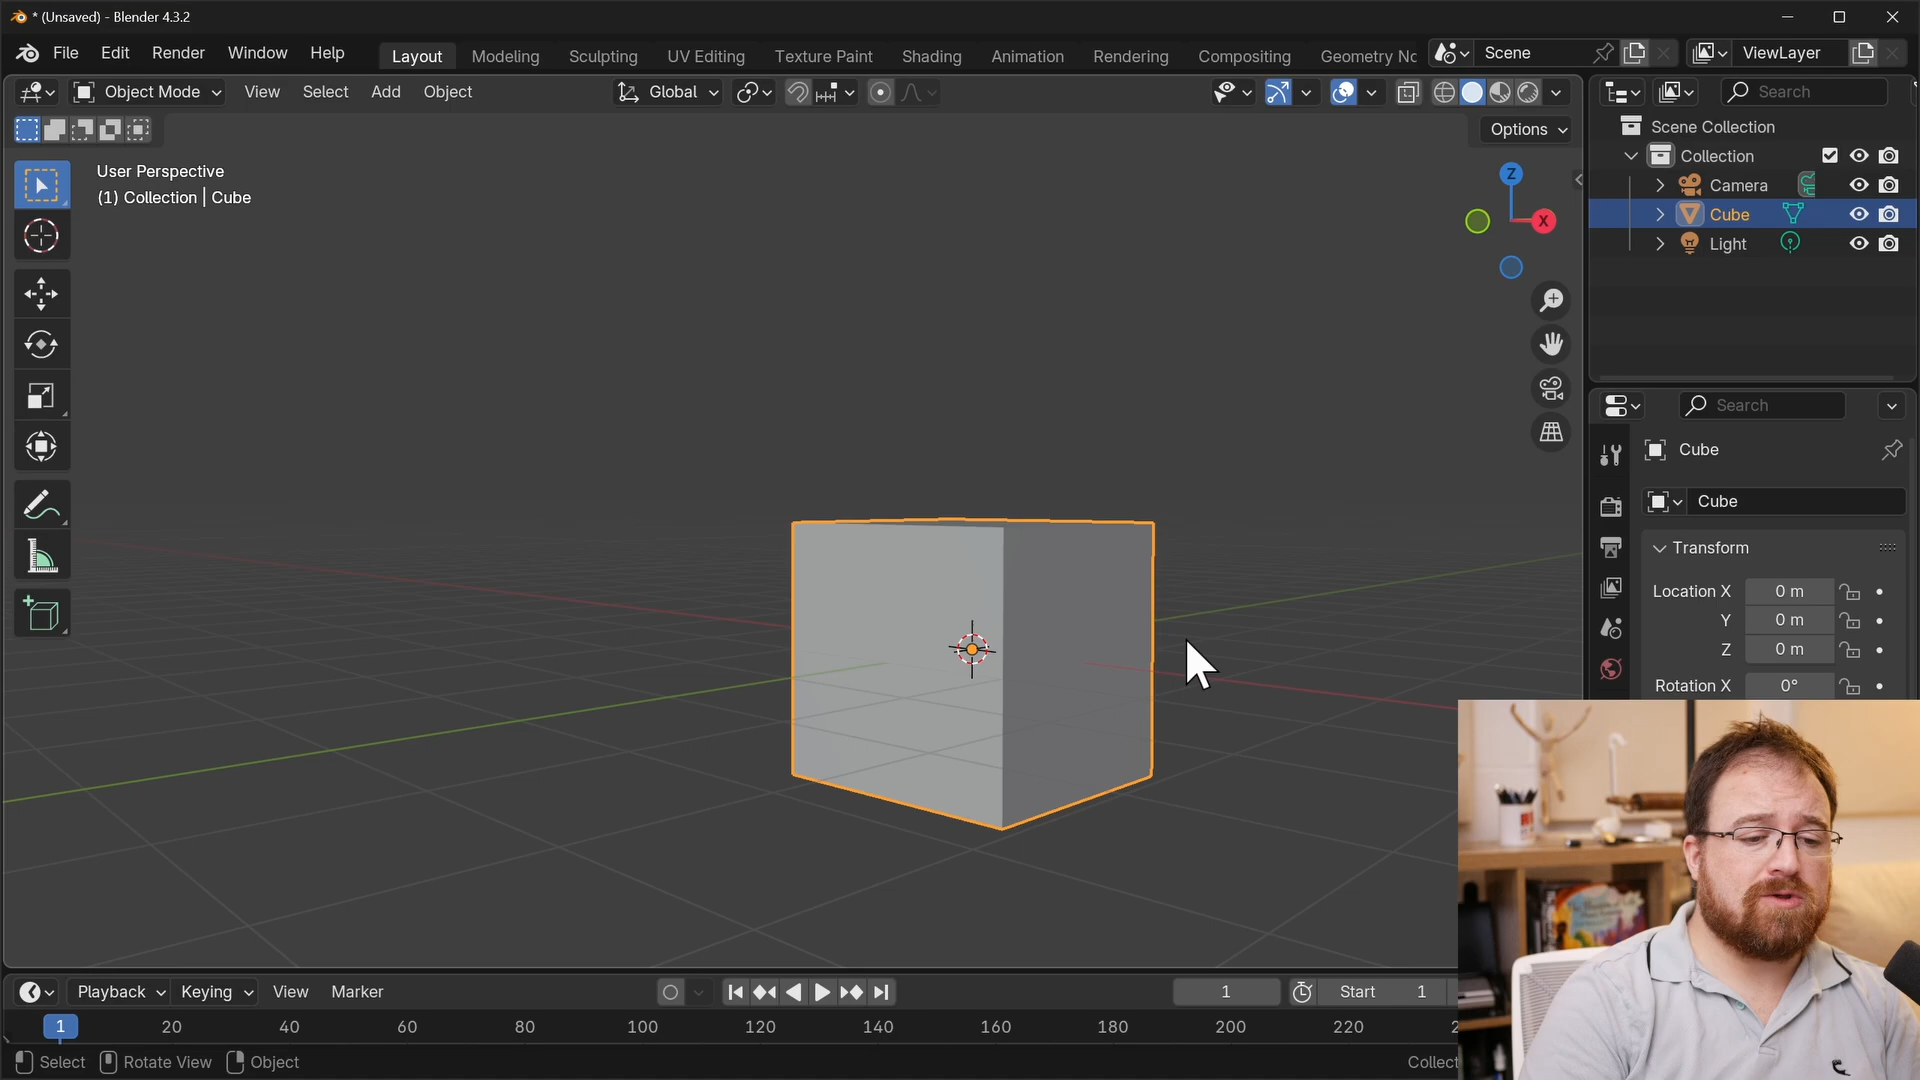 * (Unsaved) - Blender 4.3.2
File Edit Render Window Help Layout Modeling Sculpting UV Editing Texture Paint Shading Animation Rendering Compositing Geometry No Scene ViewLayer
Object Mode View Select Add Object Global Search
Options
User Perspective
(1) Collection | Cube
Z
X
Scene Collection
Collection
Camera
Cube
Light
Search
Cube
Cube
Transform
Location X 0 m
Y 0 m
Z 0 m
Rotation X 0°
Playback Keying View Marker 1 Start 1
1 20 40 60 80 100 120 140 160 180 200 220 2
Select Rotate View Object Collect